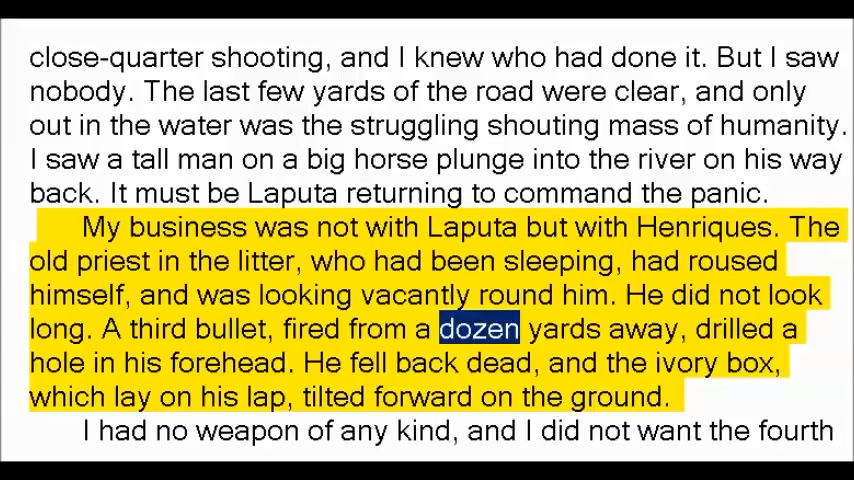 close-quarter shooting, and I knew who had done it. But I saw
nobody. The last few yards of the road were clear, and only
out in the water was the struggling shouting mass of humanity.
I saw a tall man on a big horse plunge into the river on his way
back. It must be Laputa returning to command the panic.
My business was not with Laputa but with Henriques. The
old priest in the litter, who had been sleeping, had roused
himself, and was looking vacantly round him. He did not look
long. A third bullet, fired from a dozen yards away, drilled a
hole in his forehead. He fell back dead, and the ivory box,
which lay on his lap, tilted forward on the ground.
I had no weapon of any kind, and I did not want the fourth